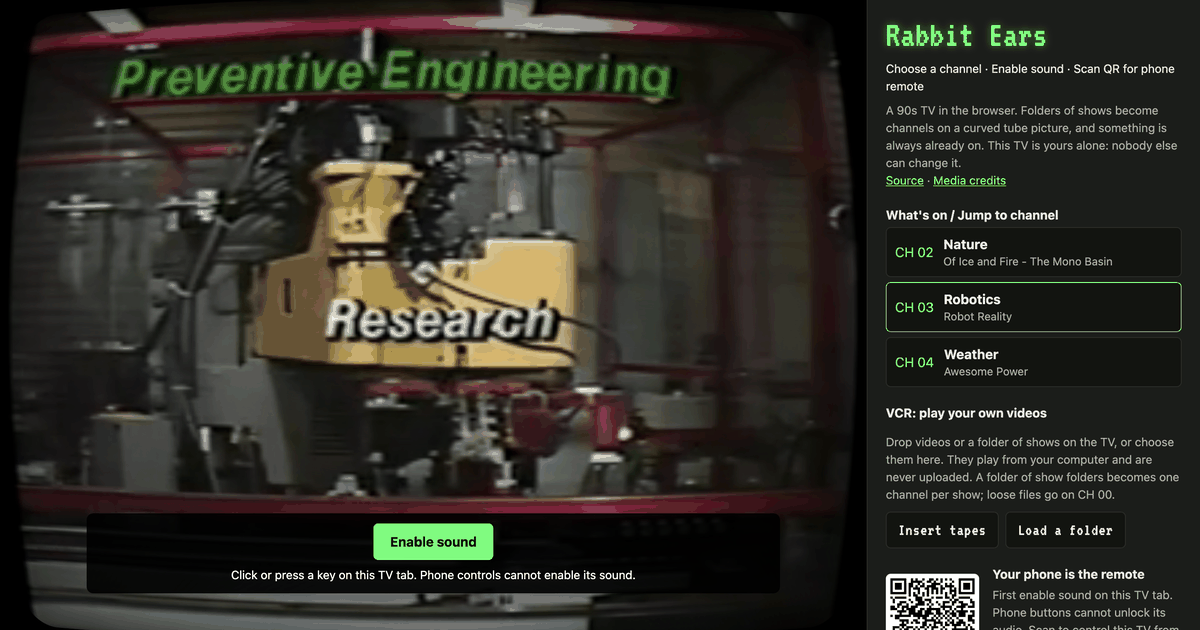 Preventive Engineering
Research
Enable sound
Click or press a key on this TV tab. Phone controls cannot enable its sound.
Rabbit Ears
Choose a channel · Enable sound · Scan QR for phone
remote
A 90s TV in the browser. Folders of shows become
channels on a curved tube picture, and something is
always already on. This TV is yours alone: nobody else
can change it.
Source · Media credits
What's on / Jump to channel
CH 02
Nature
Of Ice and Fire - The Mono Basin
CH 03
Robotics
Robot Reality
CH 04
Weather
Awesome Power
VCR: play your own videos
Drop videos or a folder of shows on the TV, or choose
them here. They play from your computer and are
never uploaded. A folder of show folders becomes one
channel per show; loose files go on CH 00.
Insert tapes
Load a folder
Your phone is the remote
First enable sound on this TV tab.
Phone buttons cannot unlock its
audio. Scan to control this TV from